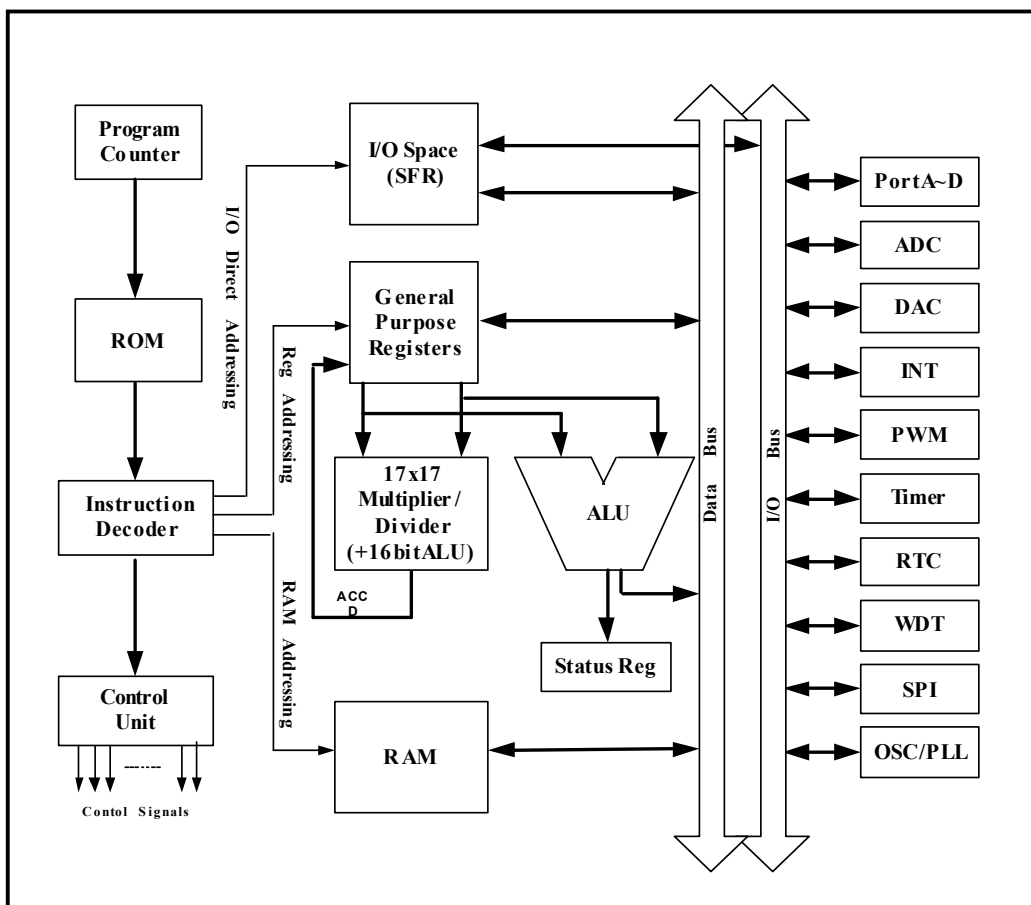 Program
Counter
ROM
Instruction
Decoder
Control
Unit
Contol Signals
I/O Direct Addressing
Reg Addressing
RAM Addressing
I/O Space
(SFR)
General
Purpose
Registers
17x17
Multiplier/
Divider
(+16bitALU)
ACC
D
ALU
Status Reg
RAM
Data Bus
I/O Bus
PortA~D
ADC
DAC
INT
PWM
Timer
RTC
WDT
SPI
OSC/PLL